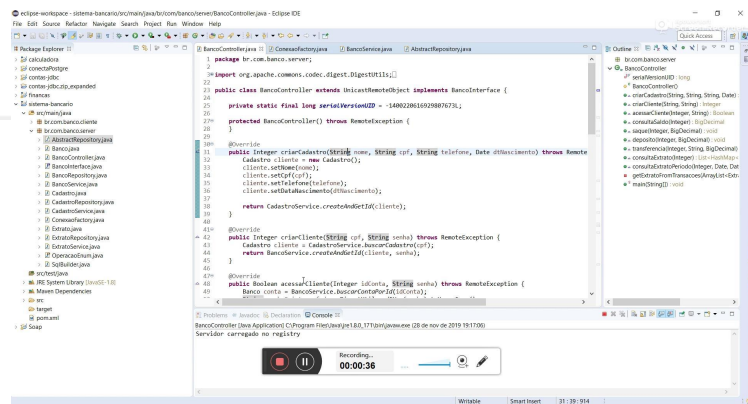 eclipse-workspace - sistema-bancario/src/main/java/br/com/banco/server/BancoController.java - Eclipse IDE
File Edit Source Refactor Navigate Search Project Run Window Help
Quick Access
Package Explorer
calculadora
conectaPostgre
contas-jdbc
contas-jdbc.zip_expanded
financas
sistema-bancario
src/main/java
br.com.banco.cliente
br.com.banco.server
AbstractRepository.java
Banco.java
BancoController.java
BancoInterface.java
BancoRepository.java
BancoService.java
Cadastro.java
CadastroRepository.java
CadastroService.java
ConexaoFactory.java
Extrato.java
ExtratoRepository.java
ExtratoService.java
OperacaoEnum.java
SqlBuilder.java
src/test/java
JRE System Library [JavaSE-1.8]
Maven Dependencies
src
target
pom.xml
Soap
BancoController.java ConexaoFactory.java BancoService.java AbstractRepository.java
1 package br.com.banco.server;
2
3 import org.apache.commons.codec.digest.DigestUtils;
22
23 public class BancoController extends UnicastRemoteObject implements BancoInterface {
24
25 private static final long serialVersionUID = -1400220616929807673L;
26
27 protected BancoController() throws RemoteException {
28 }
29
30 @Override
31 public Integer criarCadastro(String nome, String cpf, String telefone, Date dtNascimento) throws Remote
32 Cadastro cliente = new Cadastro();
33 cliente.setNome(nome);
34 cliente.setCpf(cpf);
35 cliente.setTelefone(telefone);
36 cliente.setDataNascimento(dtNascimento);
37
38 return CadastroService.createAndGetId(cliente);
39 }
40
41 @Override
42 public Integer criarCliente(String cpf, String senha) throws RemoteException {
43 Cadastro cliente = CadastroService.buscarCadastro(cpf);
44 return BancoService.createAndGetId(cliente, senha);
45 }
46
47 @Override
48 public Boolean acessarCliente(Integer idConta, String senha) throws RemoteException {
49 Banco conta = BancoService.buscarContaPorId(idConta);
Outline
br.com.banco.server
BancoController
serialVersionUID : long
BancoController()
criarCadastro(String, String, String, Date) :
criarCliente(String, String) : Integer
acessarCliente(Integer, String) : Boolean
consultaSaldo(Integer) : BigDecimal
saque(Integer, BigDecimal) : void
deposito(Integer, BigDecimal) : void
transferencia(Integer, String, BigDecimal)
consultaExtrato(Integer) : List<HashMap<
consultaExtratoPeriodo(Integer, Date, Dat
getExtratoFromTransacoes(ArrayList<Extra
main(String[]) : void
Problems Javadoc Declaration Console
BancoController [Java Application] C:\Program Files\Java\jre1.8.0_171\bin\javaw.exe (28 de nov de 2019 19:17:06)
Servidor carregado no registry
Recording...
00:00:36
Writable Smart Insert 31 : 39 : 914